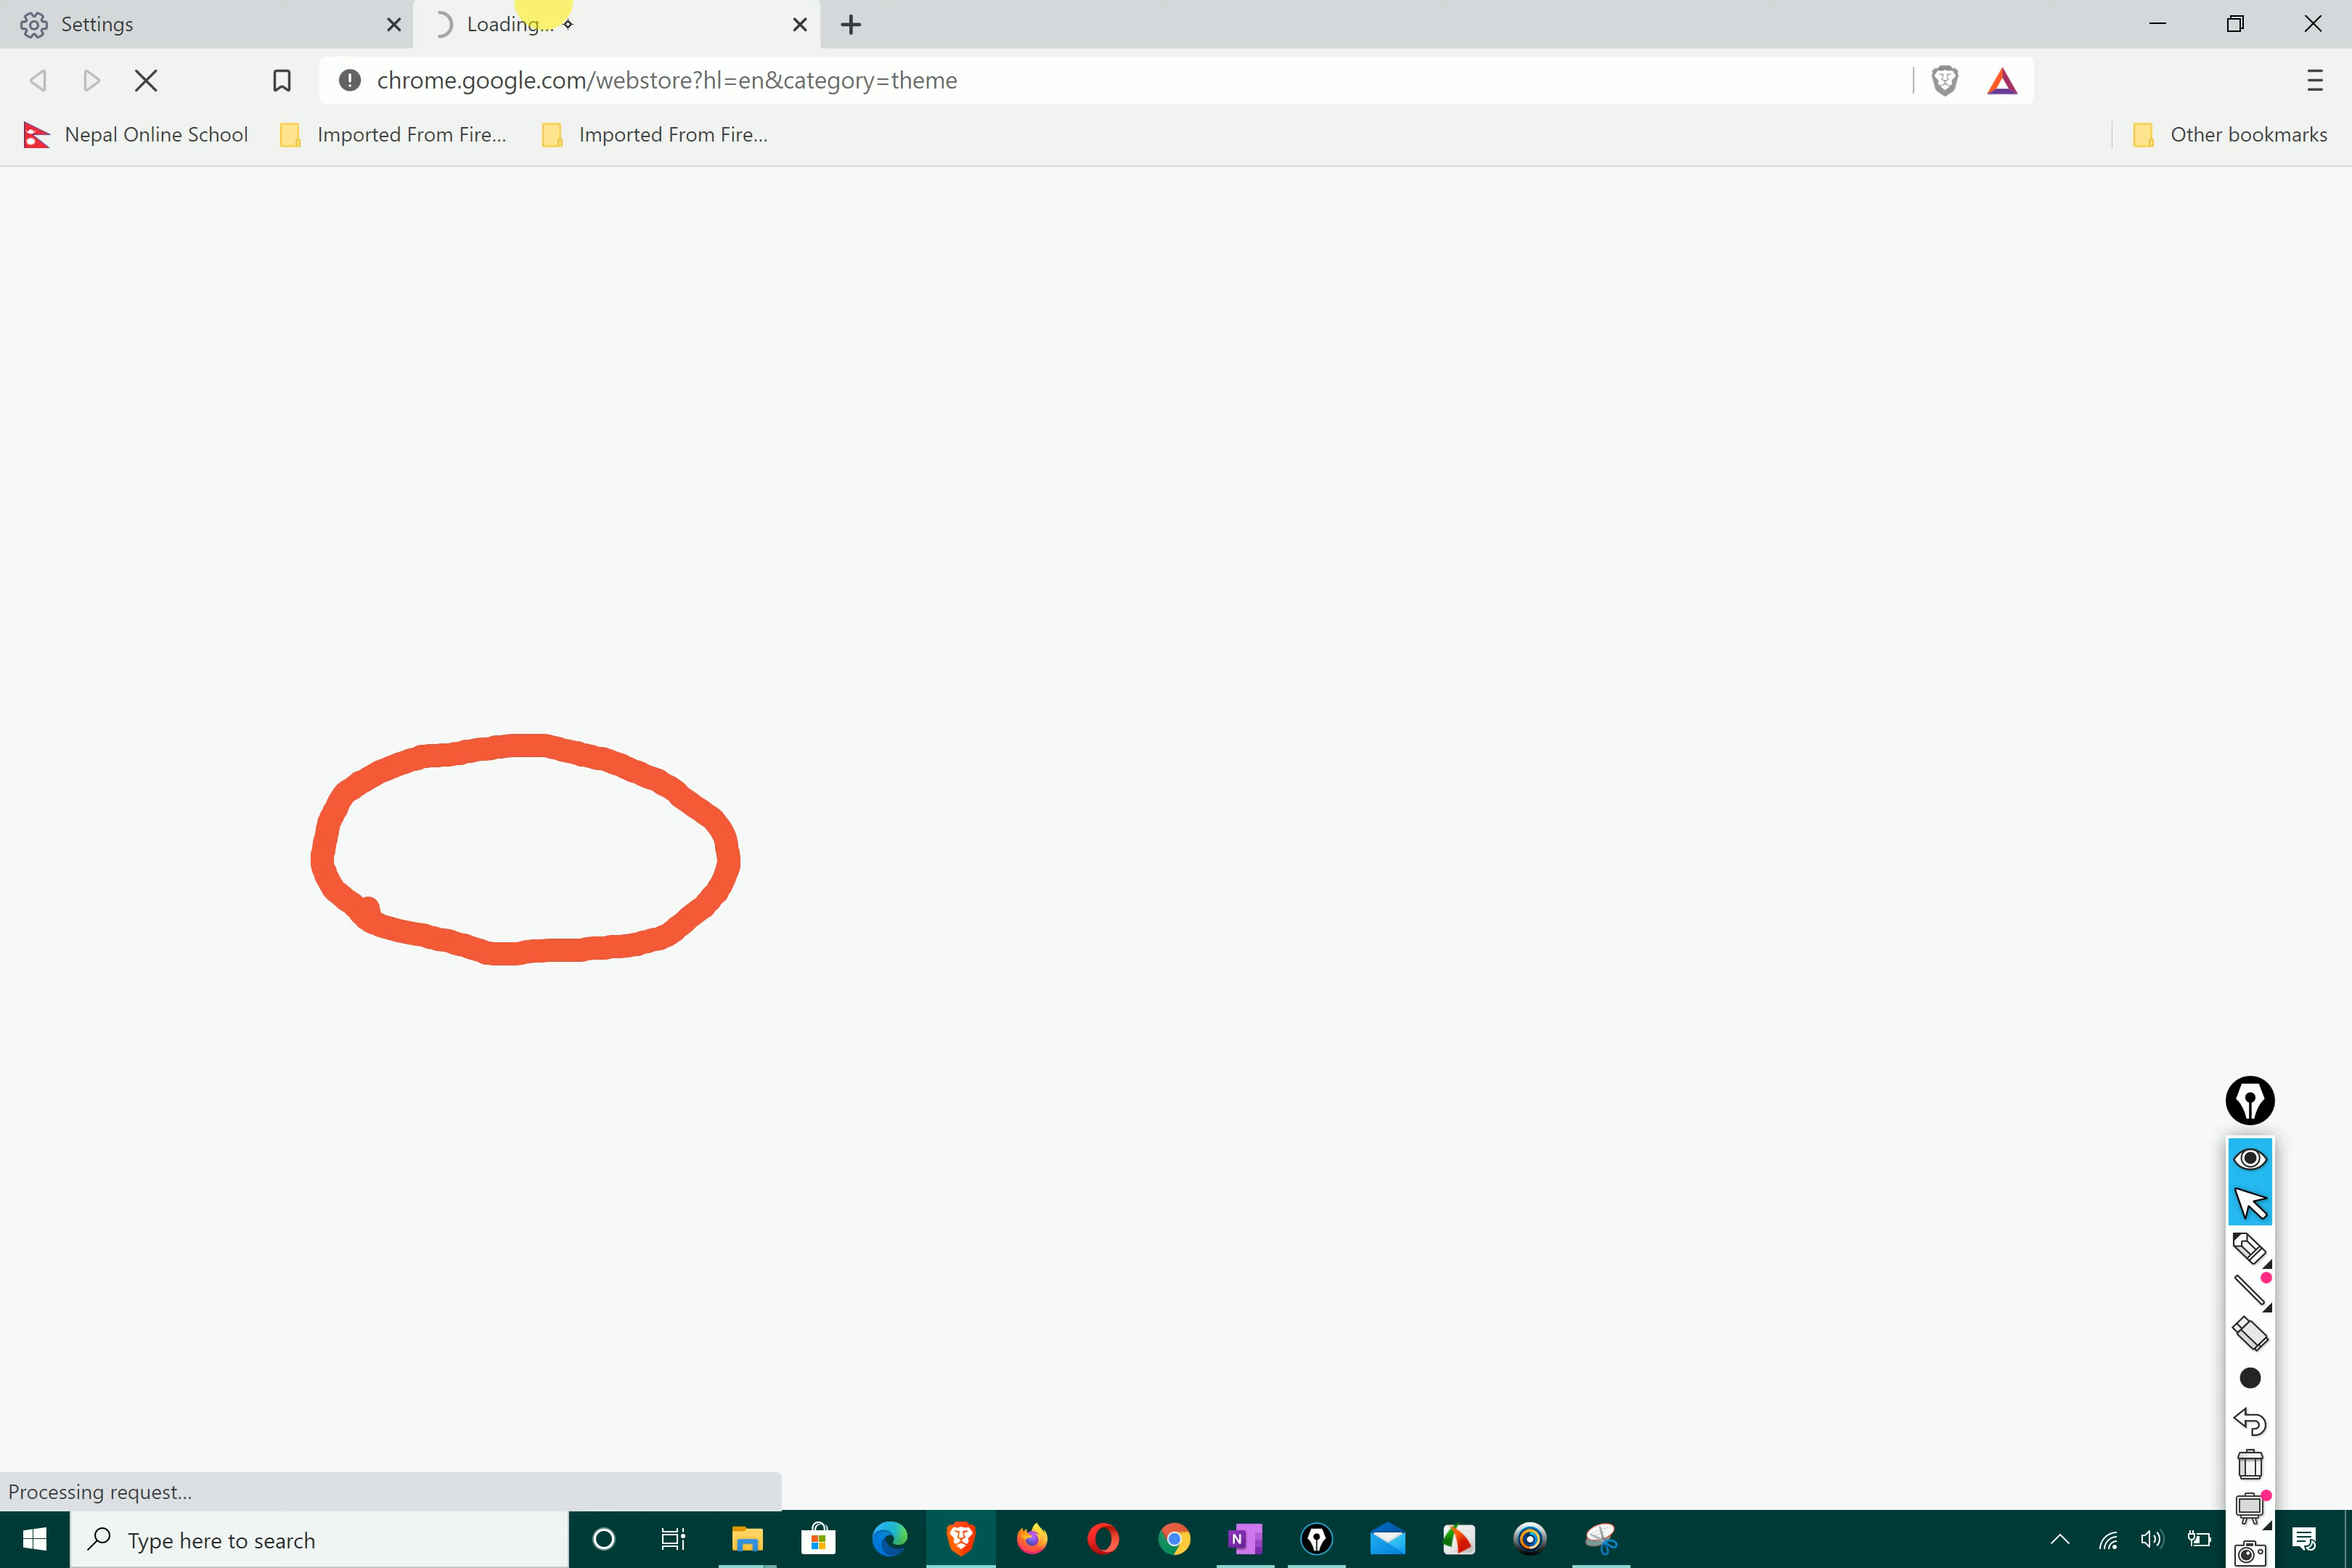 Settings
Loading...
chrome.google.com/webstore?hl=en&category=theme
Nepal Online School
Imported From Fire...
Imported From Fire...
Other bookmarks
Processing request...
Type here to search